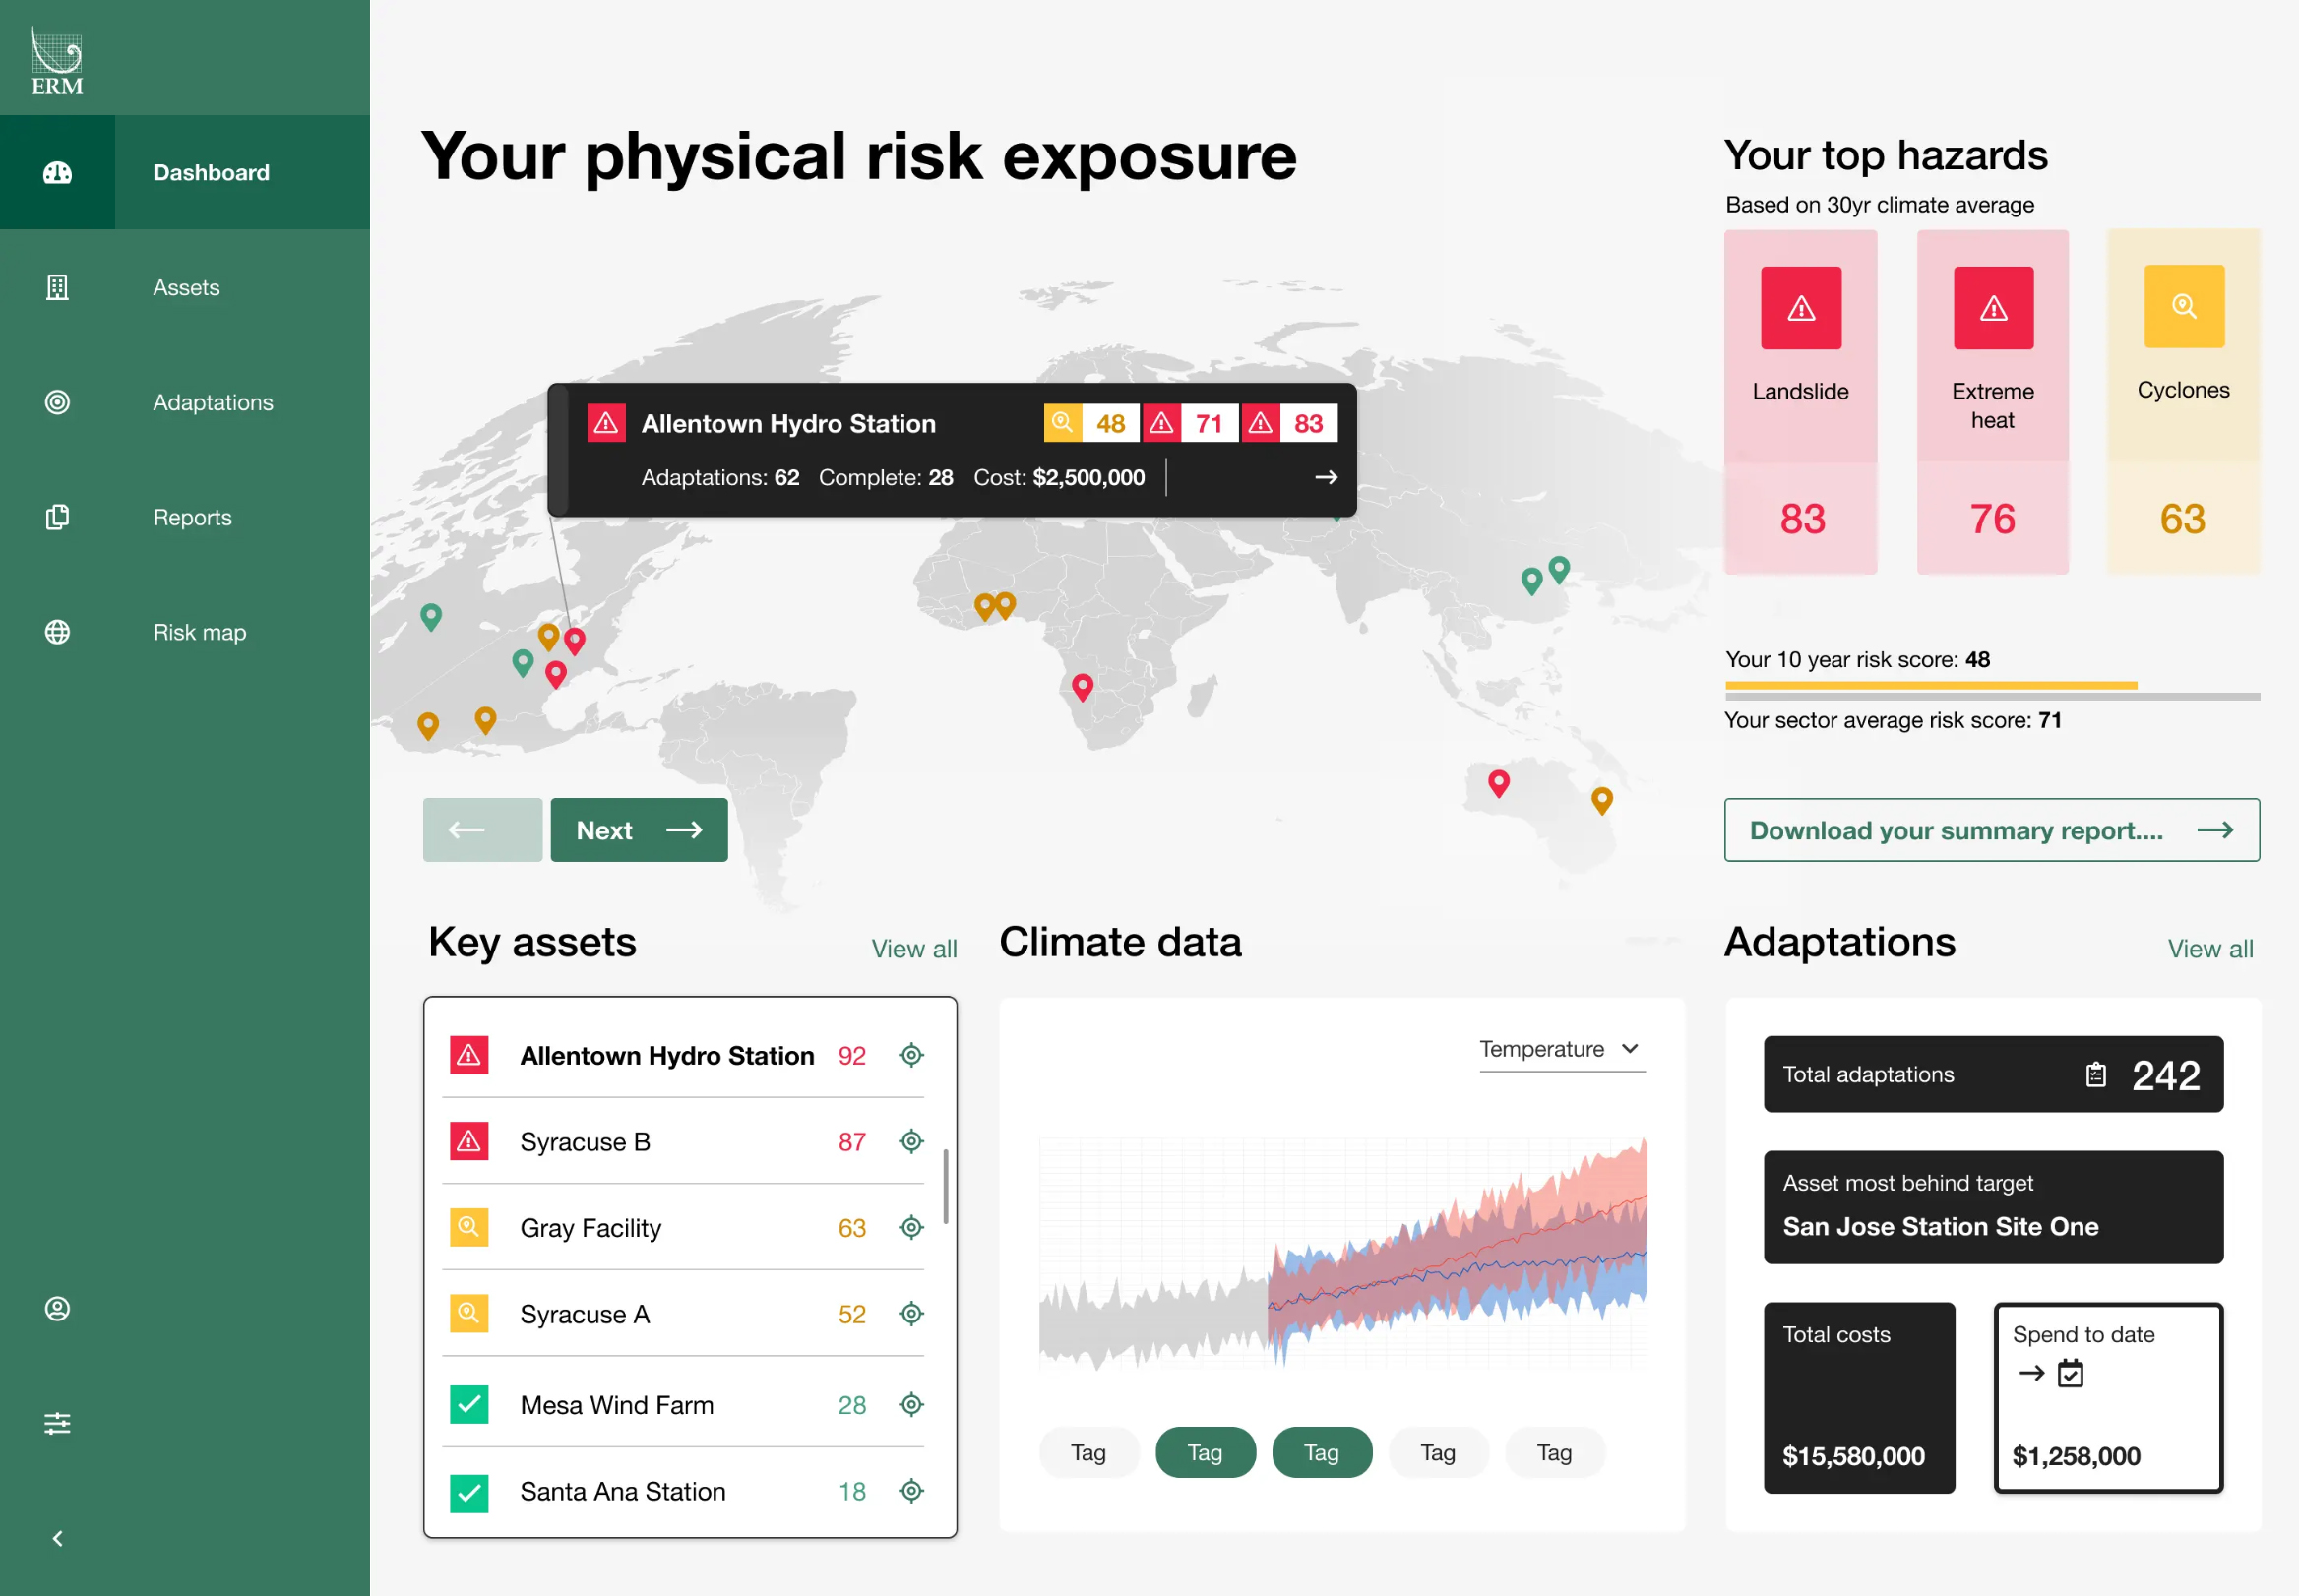 ERM
Dashboard
Assets
Adaptations
Reports
Risk map
Your physical risk exposure
Allentown Hydro Station 48 71 83
Adaptations: 62 Complete: 28 Cost: $2,500,000
Next
Your top hazards
Based on 30yr climate average
Landslide
83
Extreme
heat
76
Cyclones
63
Your 10 year risk score: 48
Your sector average risk score: 71
Download your summary report....
Key assets View all
Allentown Hydro Station 92
Syracuse B 87
Gray Facility 63
Syracuse A 52
Mesa Wind Farm 28
Santa Ana Station 18
Climate data
Temperature
Tag Tag Tag Tag Tag
Adaptations View all
Total adaptations 242
Asset most behind target
San Jose Station Site One
Total costs
$15,580,000
Spend to date
$1,258,000